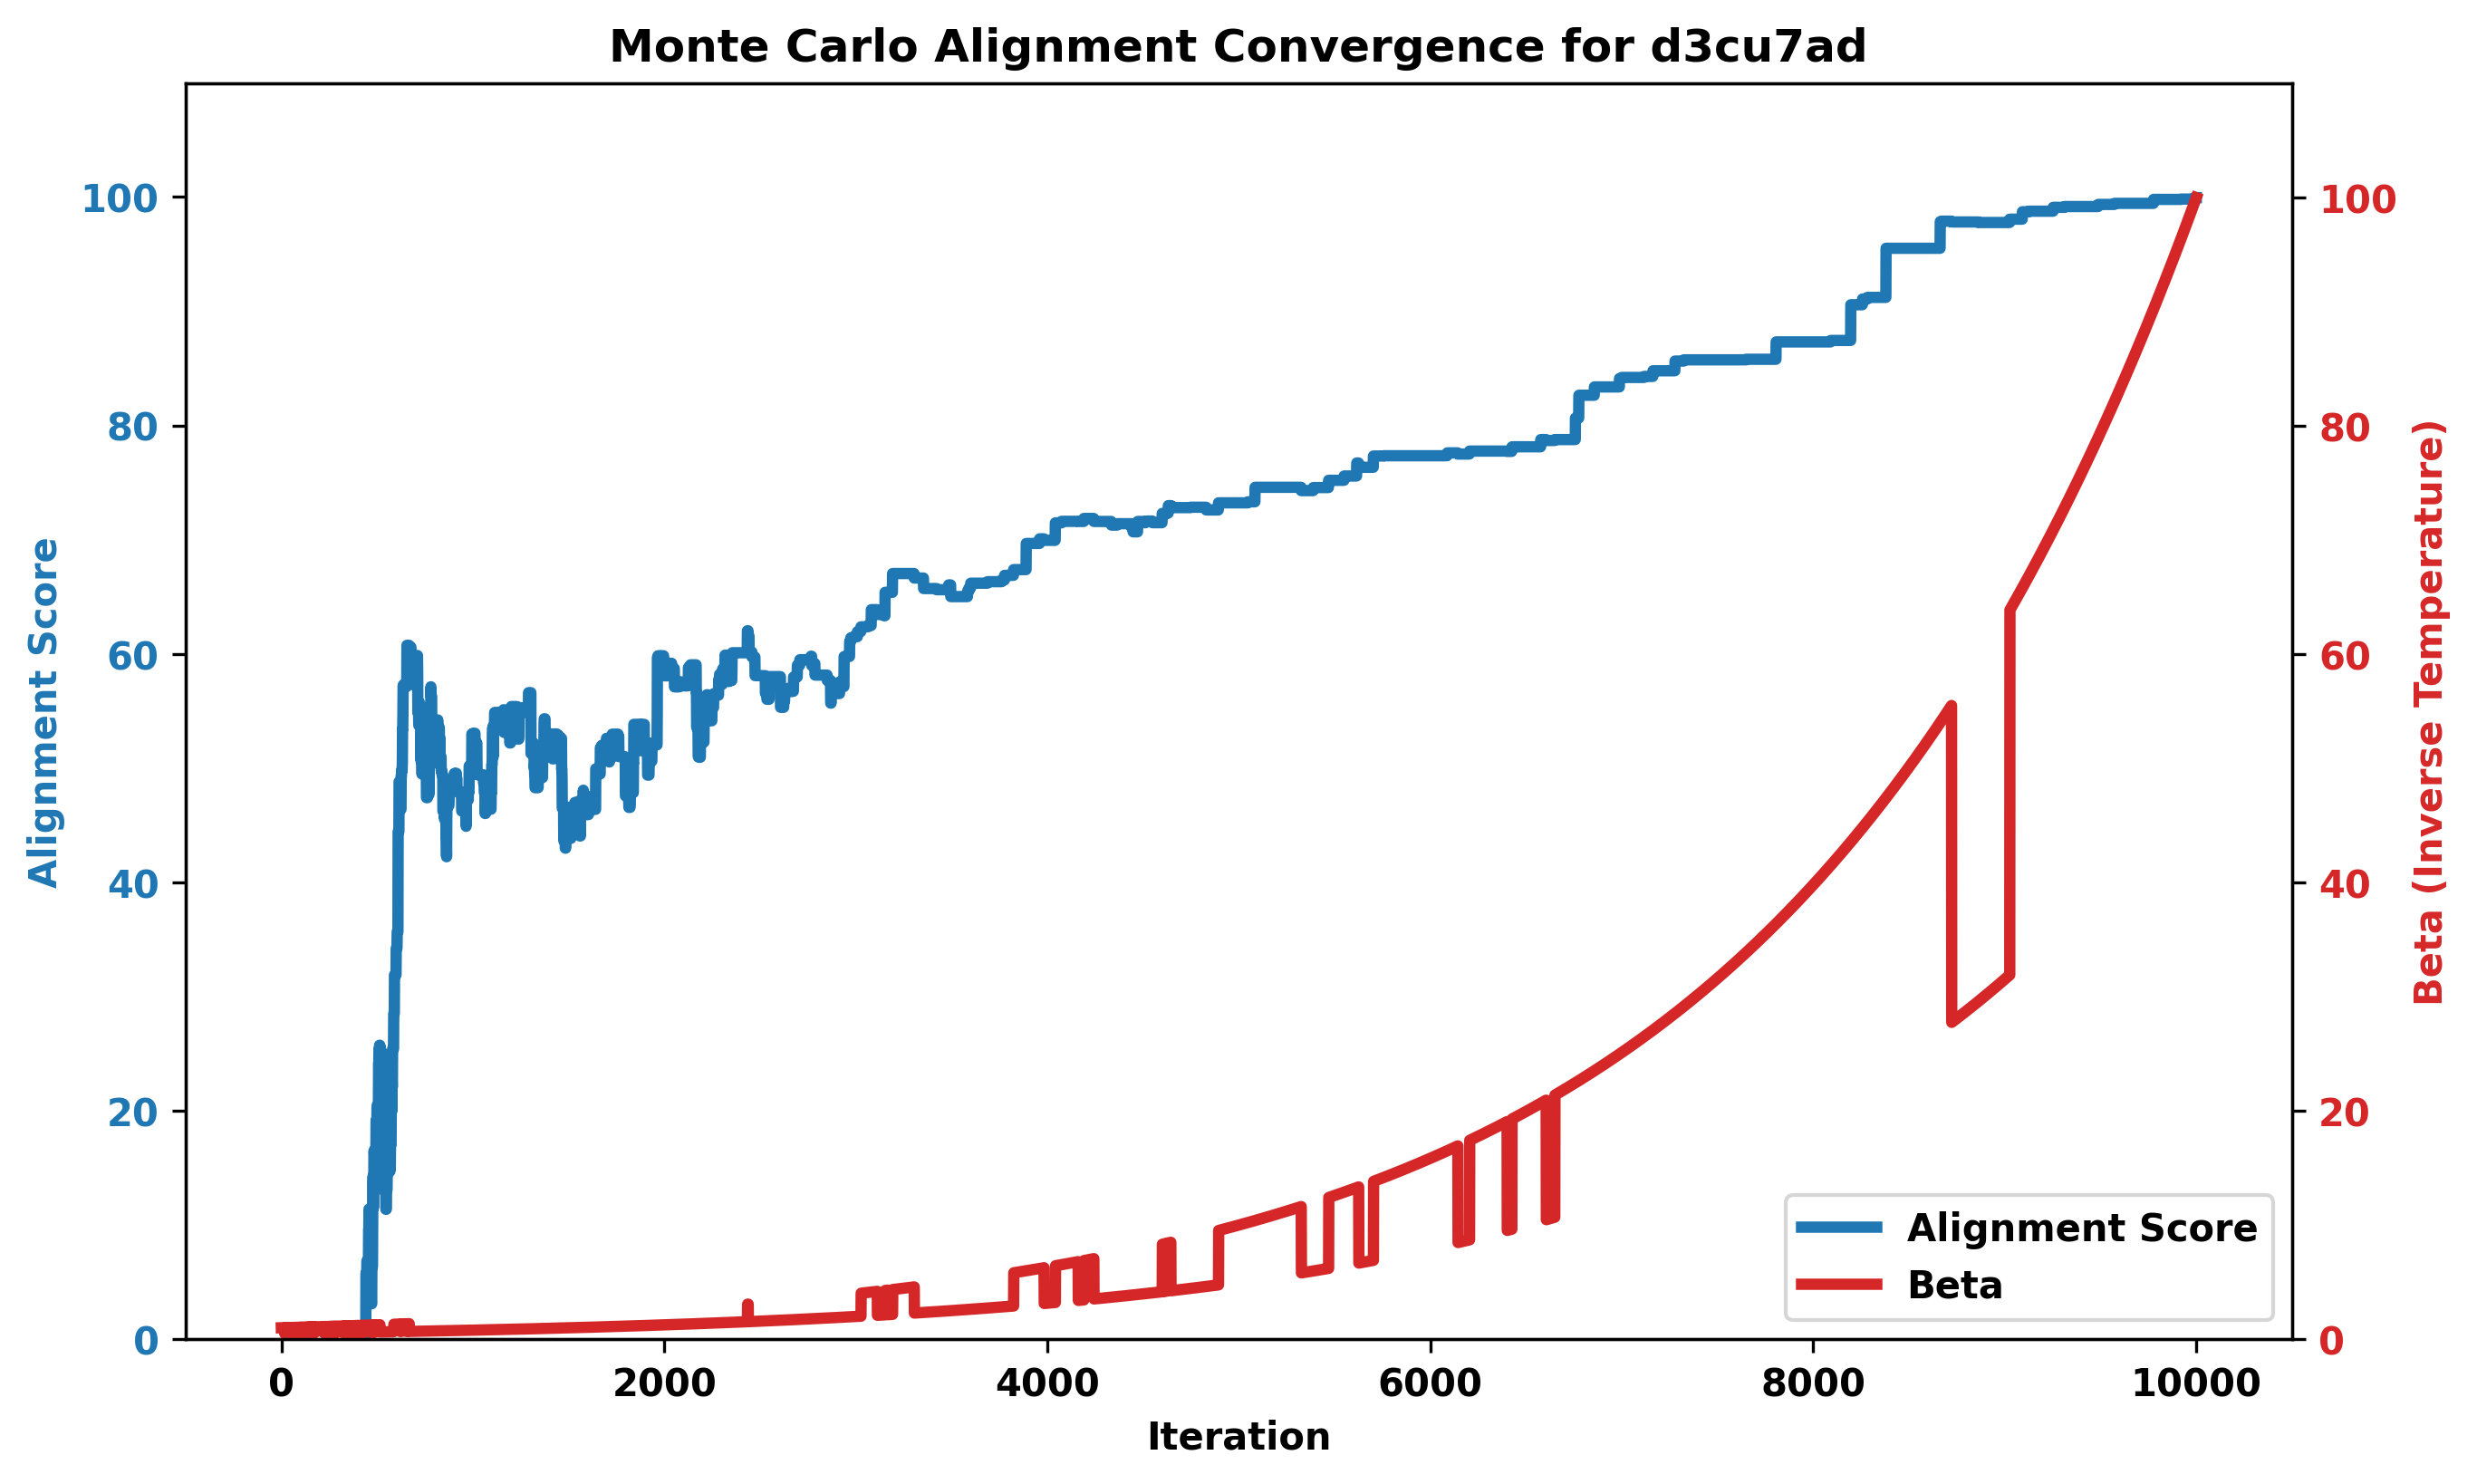 Monte Carlo Alignment Convergence for d3cu7ad
Alignment Score
100
80
60
40
20
0
100
80
60
40
20
0
Beta (Inverse Temperature)
Alignment Score
Beta
0 2000 4000 6000 8000 10000
Iteration